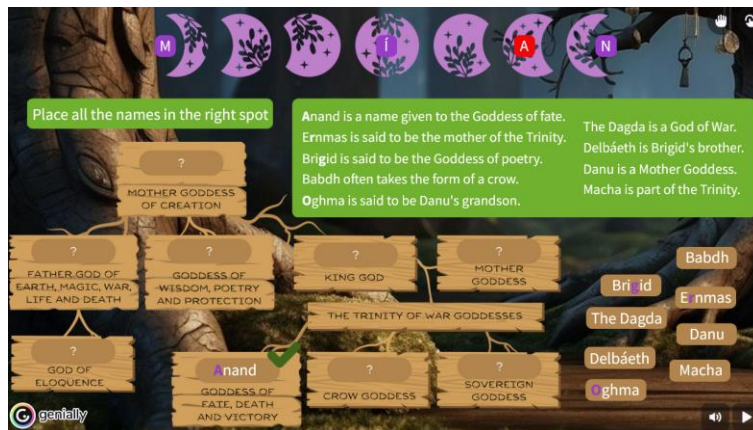 M Í A N
Place all the names in the right spot
Anand is a name given to the Goddess of fate.
Ernmas is said to be the mother of the Trinity.
Brigid is said to be the Goddess of poetry.
Babdh often takes the form of a crow.
Oghma is said to be Danu's grandson.
The Dagda is a God of War.
Delbáeth is Brigid's brother.
Danu is a Mother Goddess.
Macha is part of the Trinity.
?
MOTHER GODDESS
OF CREATION
?
FATHER GOD OF
EARTH, MAGIC, WAR,
LIFE AND DEATH
?
GODDESS OF
WISDOM, POETRY
AND PROTECTION
?
KING GOD
?
MOTHER
GODDESS
THE TRINITY OF WAR GODDESSES
?
GOD OF
ELOQUENCE
Anand
GODDESS OF
FATE, DEATH
AND VICTORY
?
CROW GODDESS
?
SOVEREIGN
GODDESS
Babdh
Brigid
Ernmas
The Dagda
Danu
Delbáeth
Macha
Oghma
genially